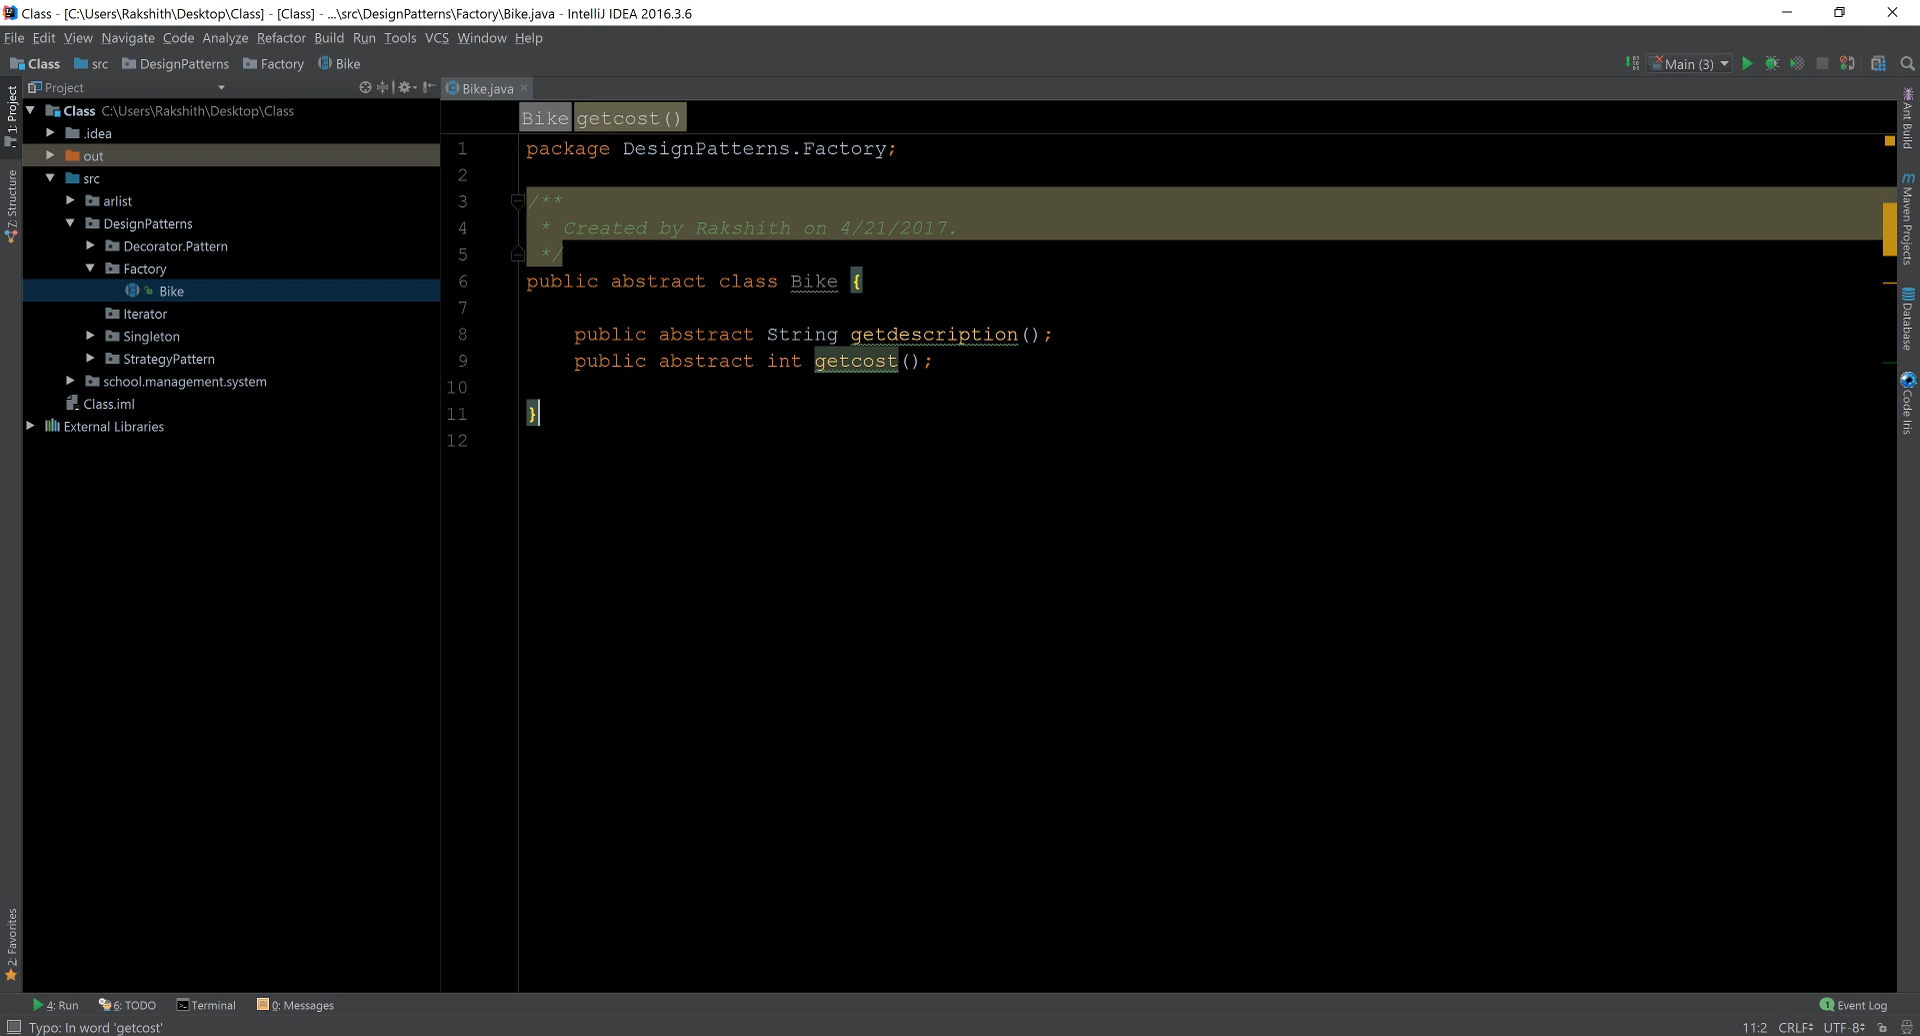 Class - [C:\Users\Rakshith\Desktop\Class] - [Class] - ...\src\DesignPatterns\Factory\Bike.java - IntelliJ IDEA 2016.3.6
File Edit View Navigate Code Analyze Refactor Build Run Tools VCS Window Help
Class src DesignPatterns Factory Bike
Main (3)
Project
Bike.java
1: Project
Z: Structure
2: Favorites
Class C:\Users\Rakshith\Desktop\Class
.idea
out
src
arlist
DesignPatterns
Decorator.Pattern
Factory
Bike
Iterator
Singleton
StrategyPattern
school.management.system
Class.iml
External Libraries
Bike getcost()
1 package DesignPatterns.Factory;
2
3 /**
4 * Created by Rakshith on 4/21/2017.
5 */
6 public abstract class Bike {
7
8 public abstract String getdescription();
9 public abstract int getcost();
10
11 }
12
Ant Build
Maven Projects
Database
Code Iris
4: Run 6: TODO Terminal 0: Messages
1 Event Log
Typo: In word 'getcost'
11:2 CRLF UTF-8